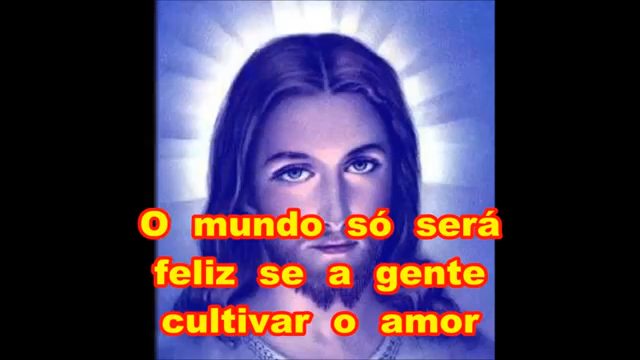 O mundo só será
feliz se a gente
cultivar o amor